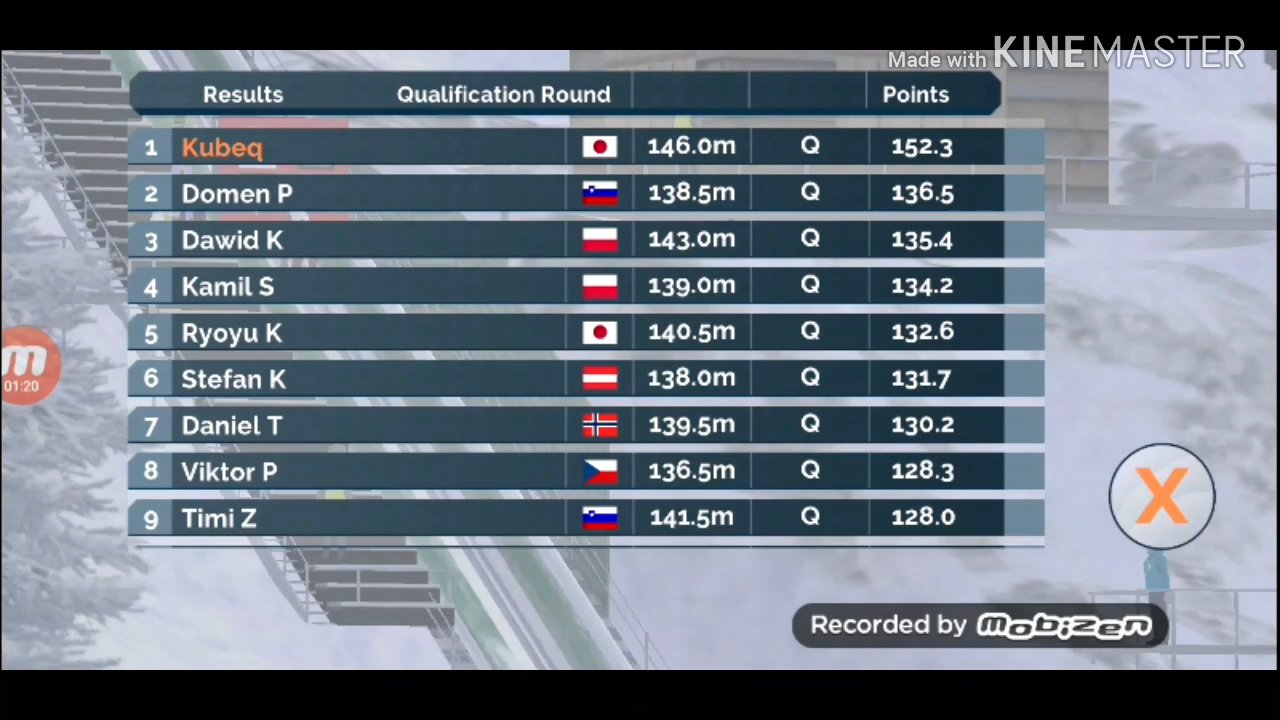 Made with KINEMASTER
Results Qualification Round Points
1 Kubeq 146.0m Q 152.3
2 Domen P 138.5m Q 136.5
3 Dawid K 143.0m Q 135.4
4 Kamil S 139.0m Q 134.2
5 Ryoyu K 140.5m Q 132.6
6 Stefan K 138.0m Q 131.7
7 Daniel T 139.5m Q 130.2
8 Viktor P 136.5m Q 128.3
9 Timi Z 141.5m Q 128.0
m
01:20
X
Recorded by mobizen